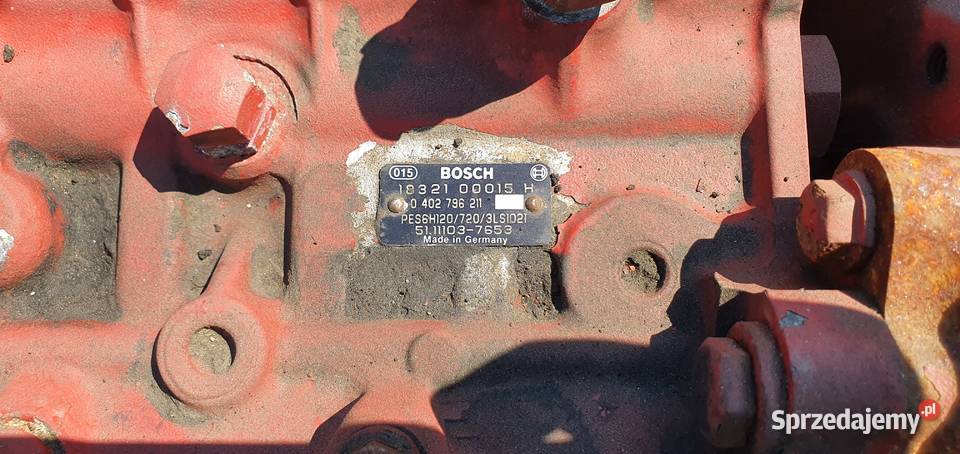 015 BOSCH
18321 00015 H
0 402 796 211
PES6H120/720/3LS1021
51.11103-7653
Made in Germany
Sprzedajemy.pl